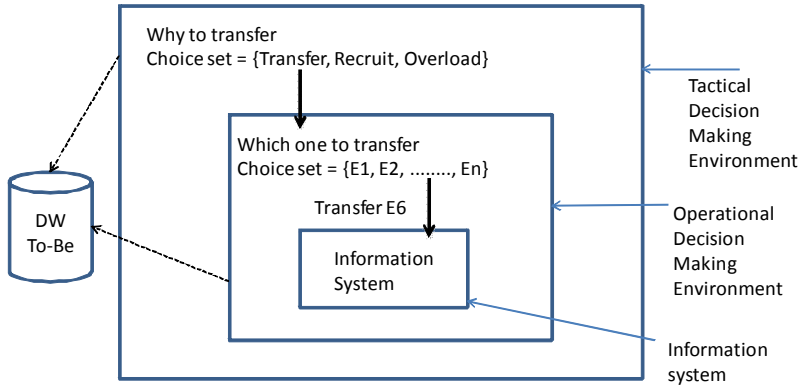 Why to transfer
Choice set = {Transfer, Recruit, Overload}
Which one to transfer
Choice set = {E1, E2, ........, En}
Transfer E6
Information
System
DW
To-Be
Tactical
Decision
Making
Environment
Operational
Decision
Making
Environment
Information
system